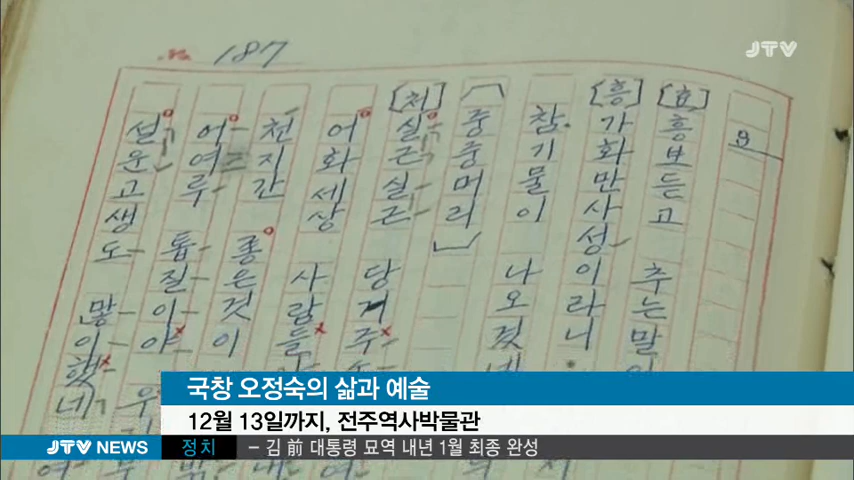 JTV
No 187
9
[효] 흥보듣고 추는말
[흥] 가화만사성이라니
참기물이 나오겠네
[중중머리]
[처] 실근실근 당겨주
어화세상 사람들
천지간 좋은것이
어여루 톱질이야
설운고생도 많이했네
국창 오정숙의 삶과 예술
12월 13일까지, 전주역사박물관
JTV NEWS 정치 – 김 前 대통령 묘역 내년 1월 최종 완성